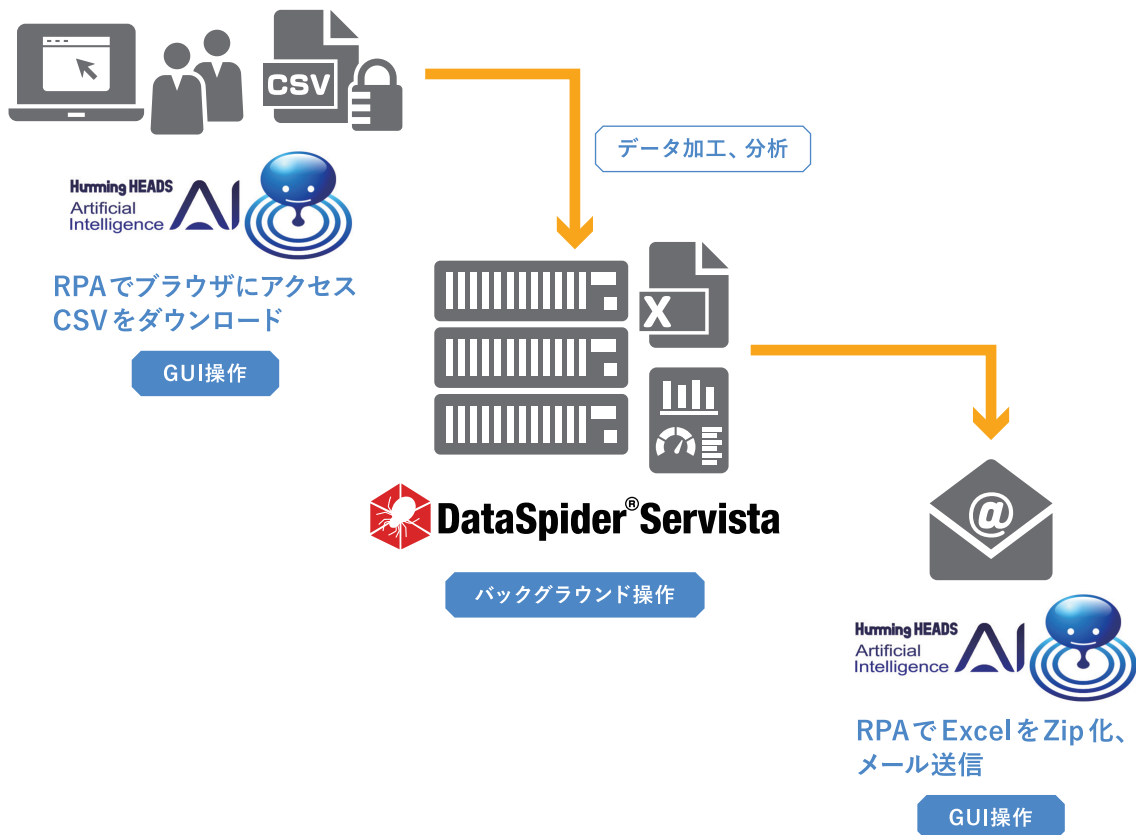 CSV
データ加工、分析
Humming HEADS
Artificial
Intelligence
AI
RPAでブラウザにアクセス
CSVをダウンロード
GUI操作
X
DataSpider®Servista
バックグラウンド操作
@
Humming HEADS
Artificial
Intelligence
AI
RPAでExcelをZip化、
メール送信
GUI操作